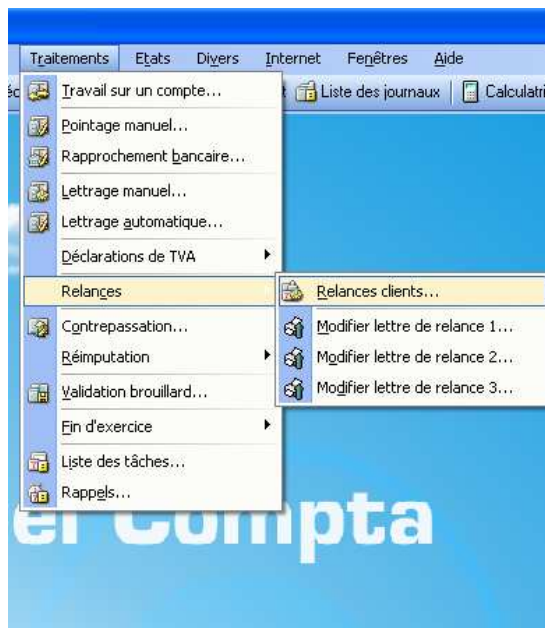 Traitements Etats Divers Internet Fenêtres Aide
Liste des journaux
Travail sur un compte...
Pointage manuel...
Rapprochement bancaire...
Lettrage manuel...
Lettrage automatique...
Déclarations de TVA
Relances
Relances clients...
Contrepassation...
Modifier lettre de relance 1...
Réimputation
Modifier lettre de relance 2...
Validation brouillard...
Modifier lettre de relance 3...
Fin d'exercice
Liste des tâches...
Rappels...
Compta